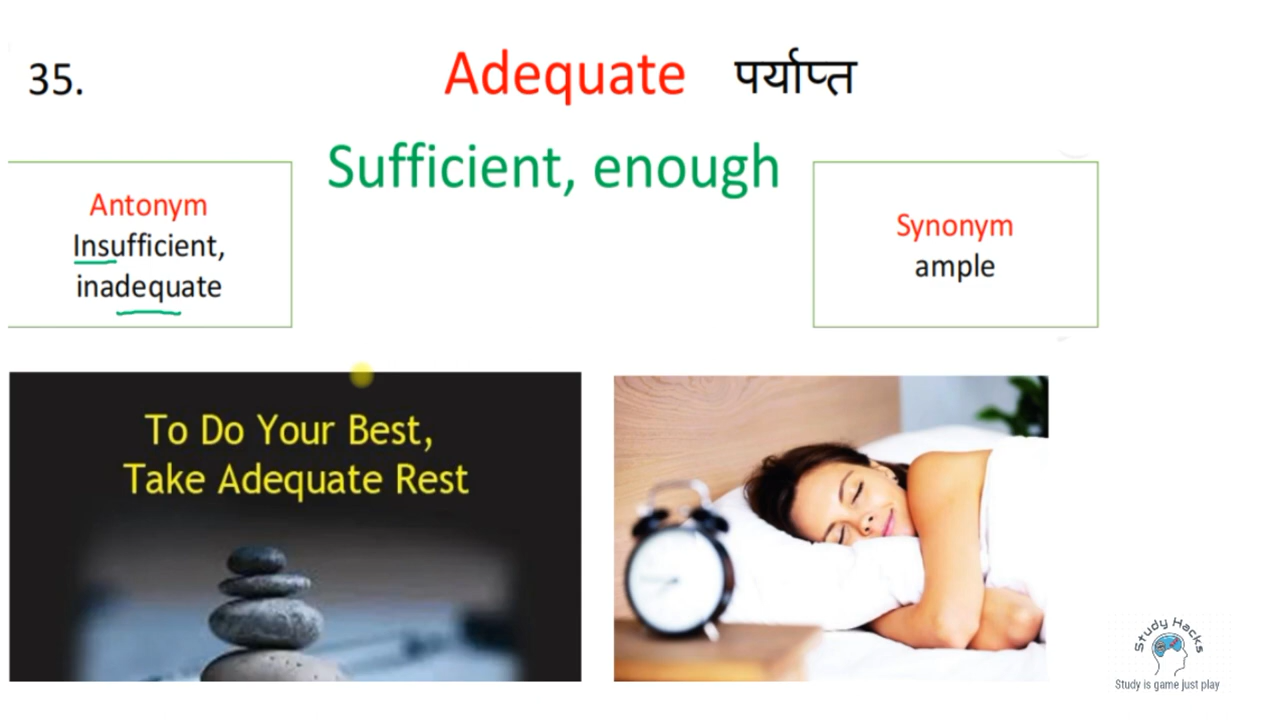 35.
Adequate पर्याप्त
Sufficient, enough
Antonym
Insufficient,
inadequate
Synonym
ample
To Do Your Best,
Take Adequate Rest
Study Hacks
Study is game just play